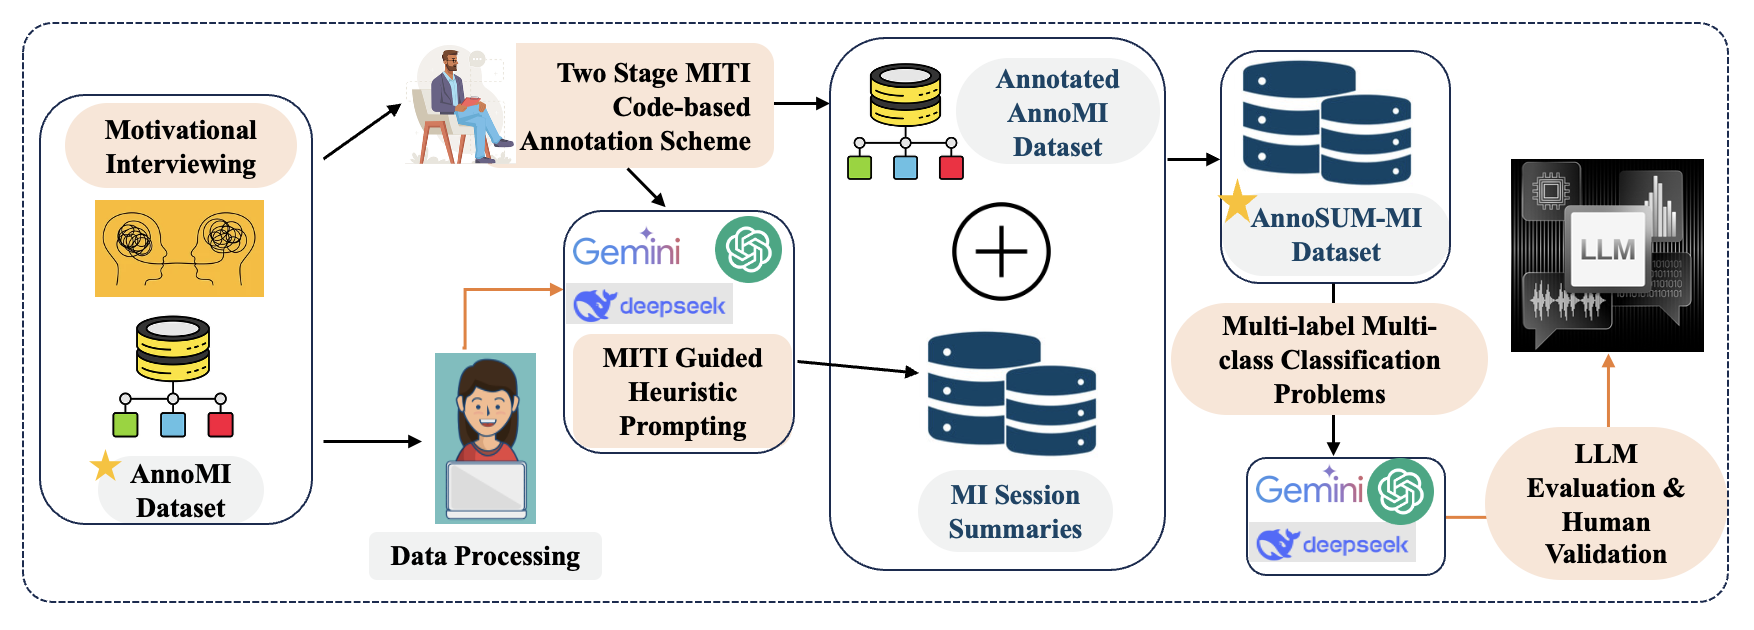 Motivational
Interviewing
AnnoMI
Dataset
Two Stage MITI
Code-based
Annotation Scheme
Data Processing
Gemini
deepseek
MITI Guided
Heuristic
Prompting
Annotated
AnnoMI
Dataset
MI Session
Summaries
AnnoSUM-MI
Dataset
Multi-label Multi-
class Classification
Problems
Gemini
deepseek
LLM
Evaluation &
Human
Validation
LLM